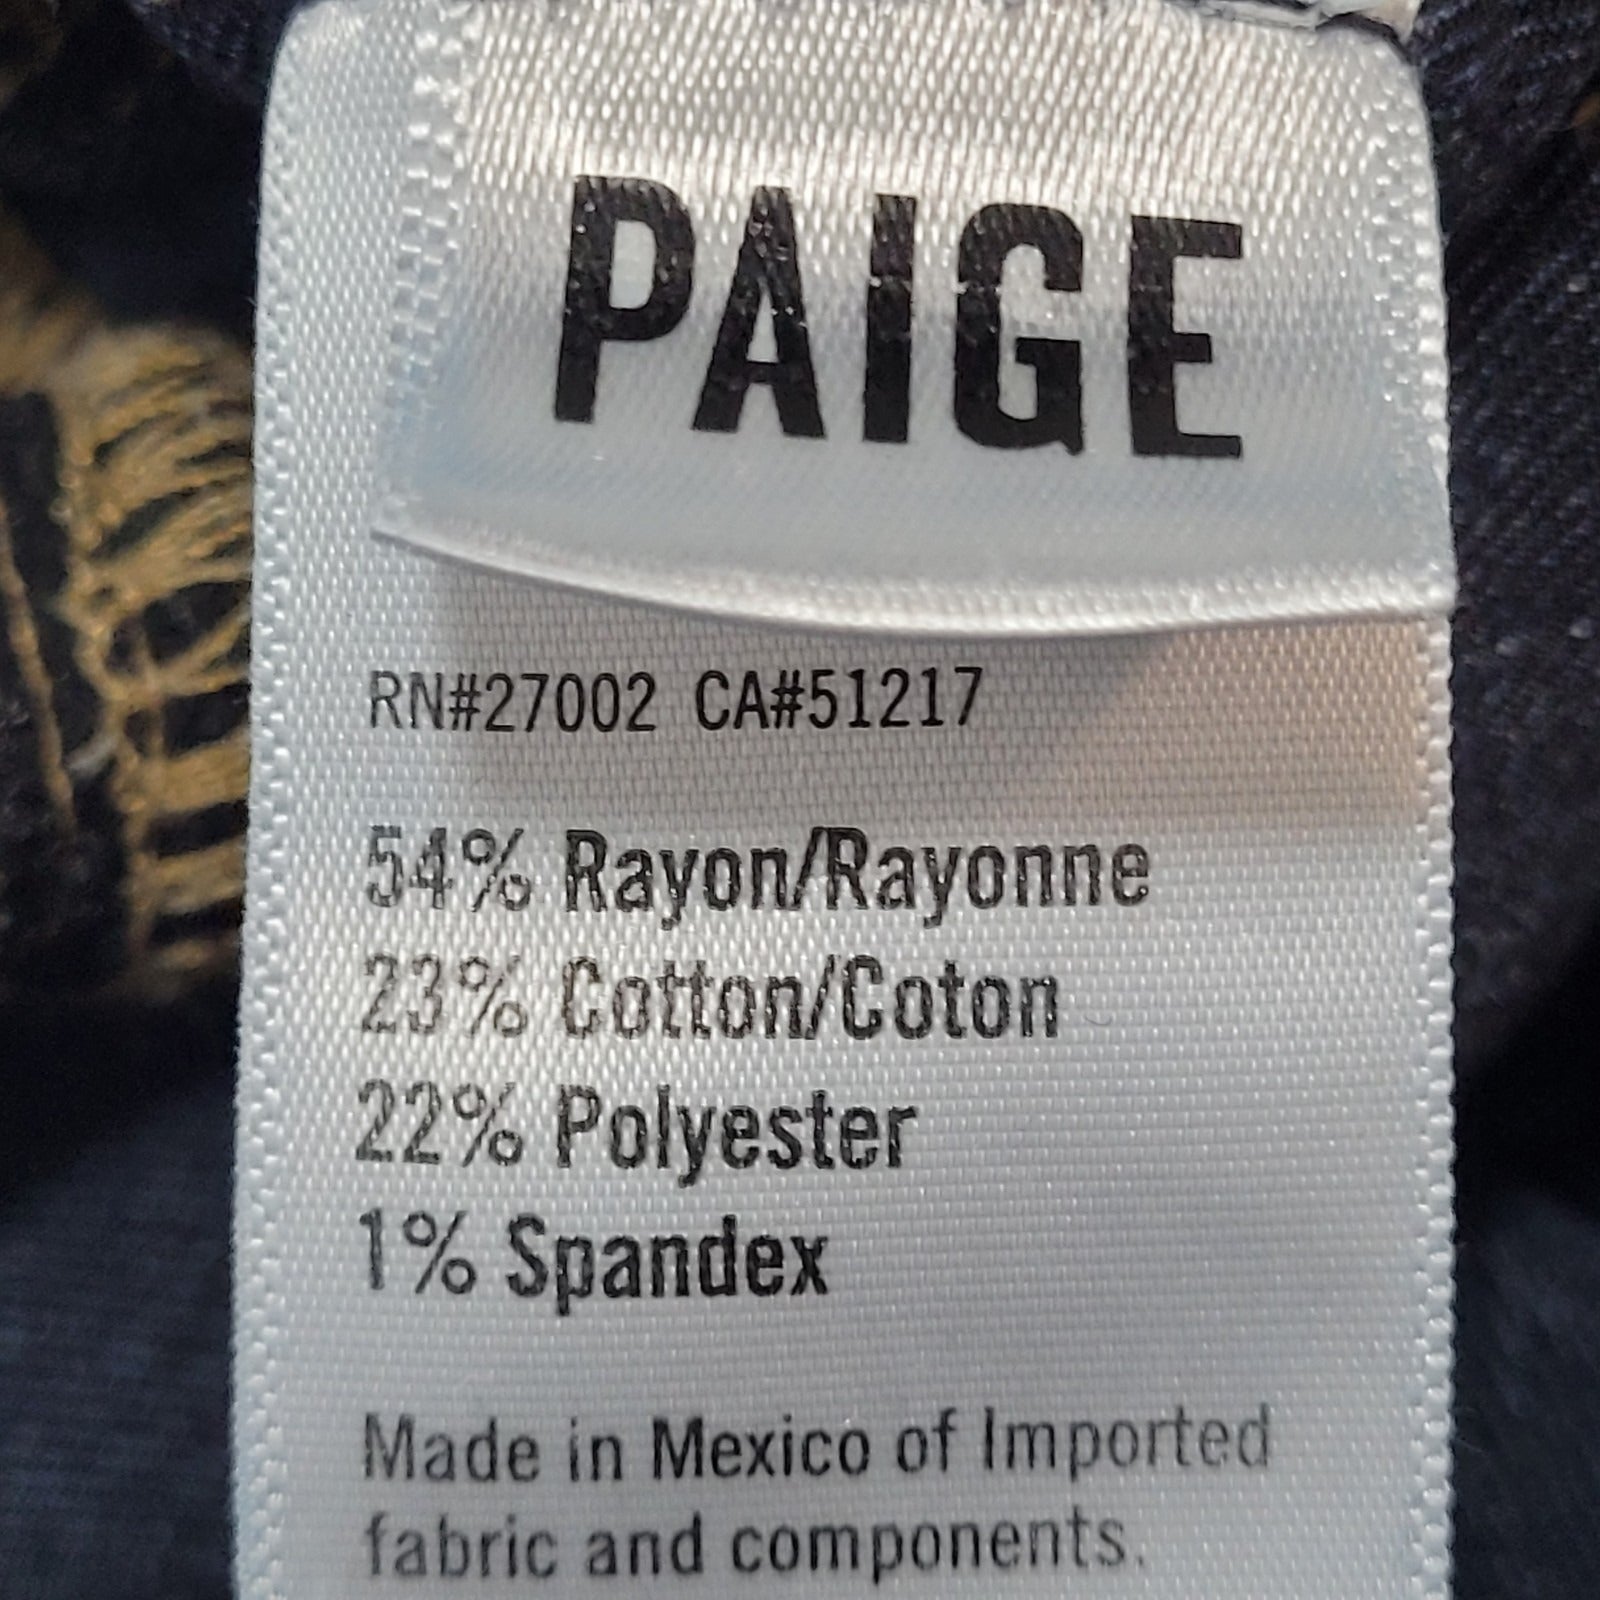 PAIGE
RN#27002 CA#51217
54% Rayon/Rayonne
23% Cotton/Coton
22% Polyester
1% Spandex
Made in Mexico of Imported
fabric and components.